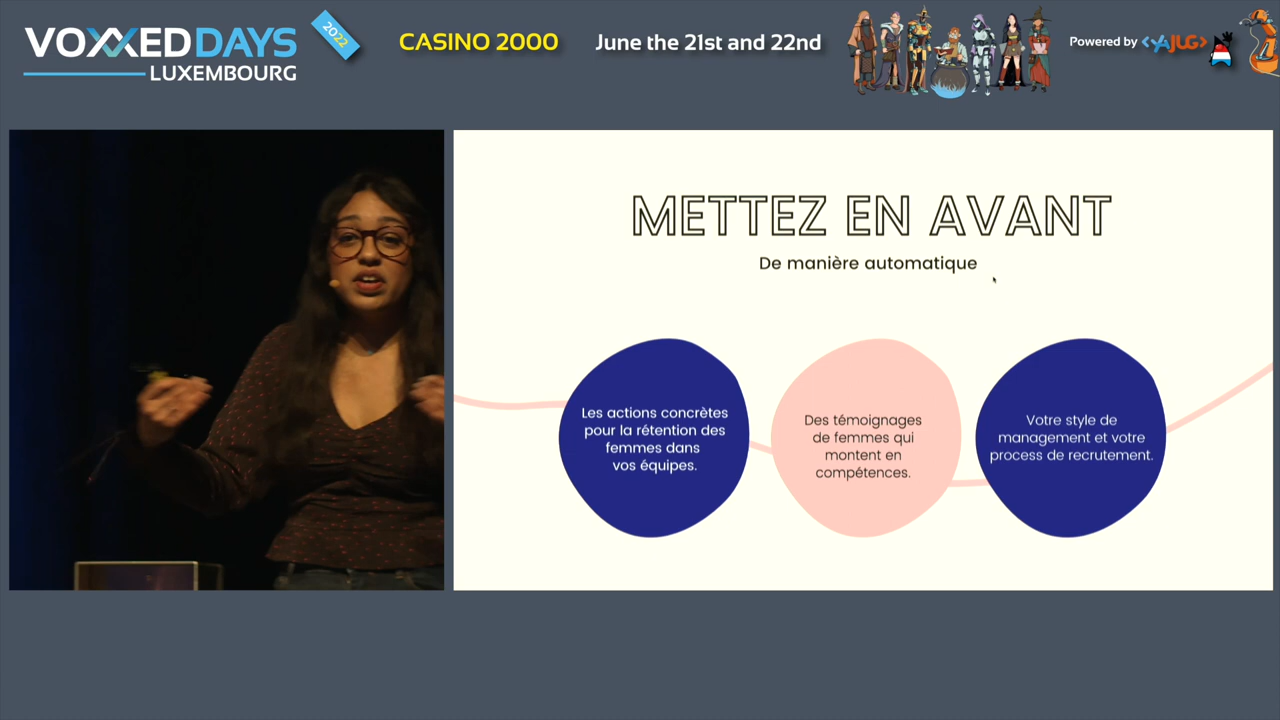 VOXXED DAYS
LUXEMBOURG
2022
CASINO 2000
June the 21st and 22nd
Powered by <YAJUG>
METTEZ EN AVANT
De manière automatique
Les actions concrètes
pour la rétention des
femmes dans
vos équipes.
Des témoignages
de femmes qui
montent en
compétences.
Votre style de
management et votre
process de recrutement.